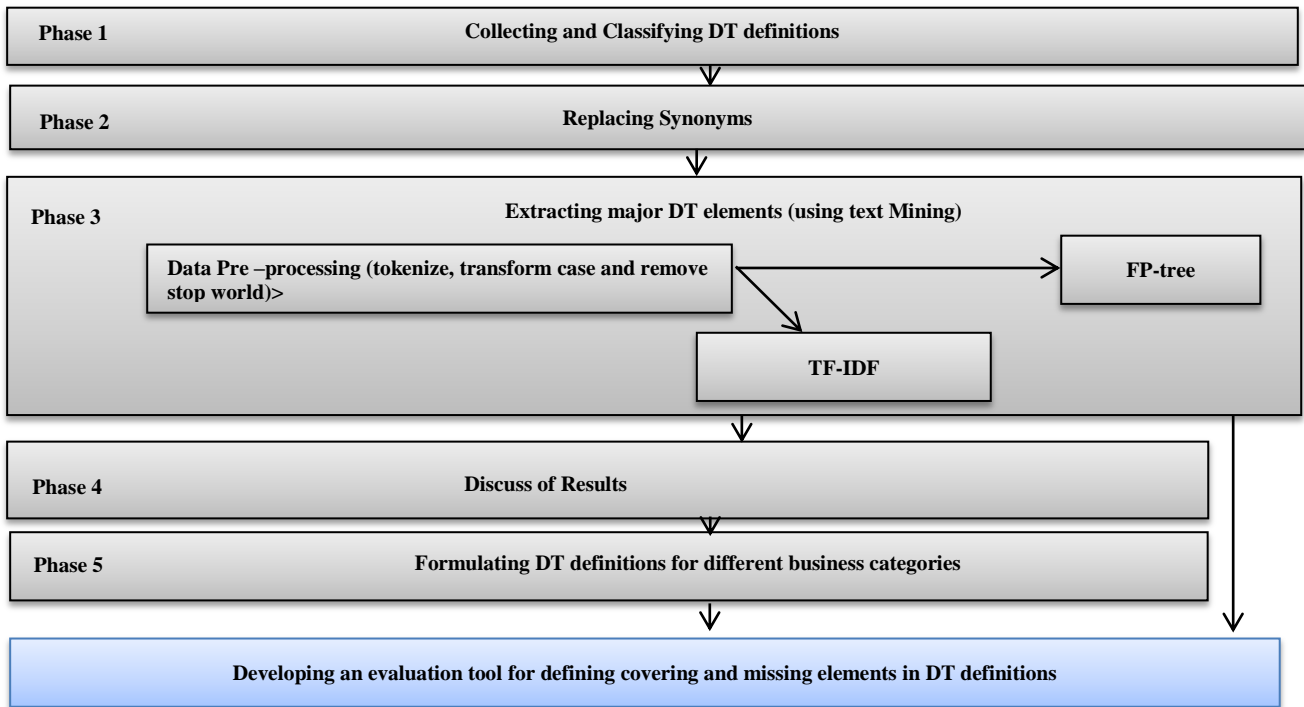 Phase 1
Collecting and Classifying DT definitions
Phase 2
Replacing Synonyms
Phase 3
Extracting major DT elements (using text Mining)
Data Pre –processing (tokenize, transform case and remove
stop world)>
FP-tree
TF-IDF
Phase 4
Discuss of Results
Phase 5
Formulating DT definitions for different business categories
Developing an evaluation tool for defining covering and missing elements in DT definitions